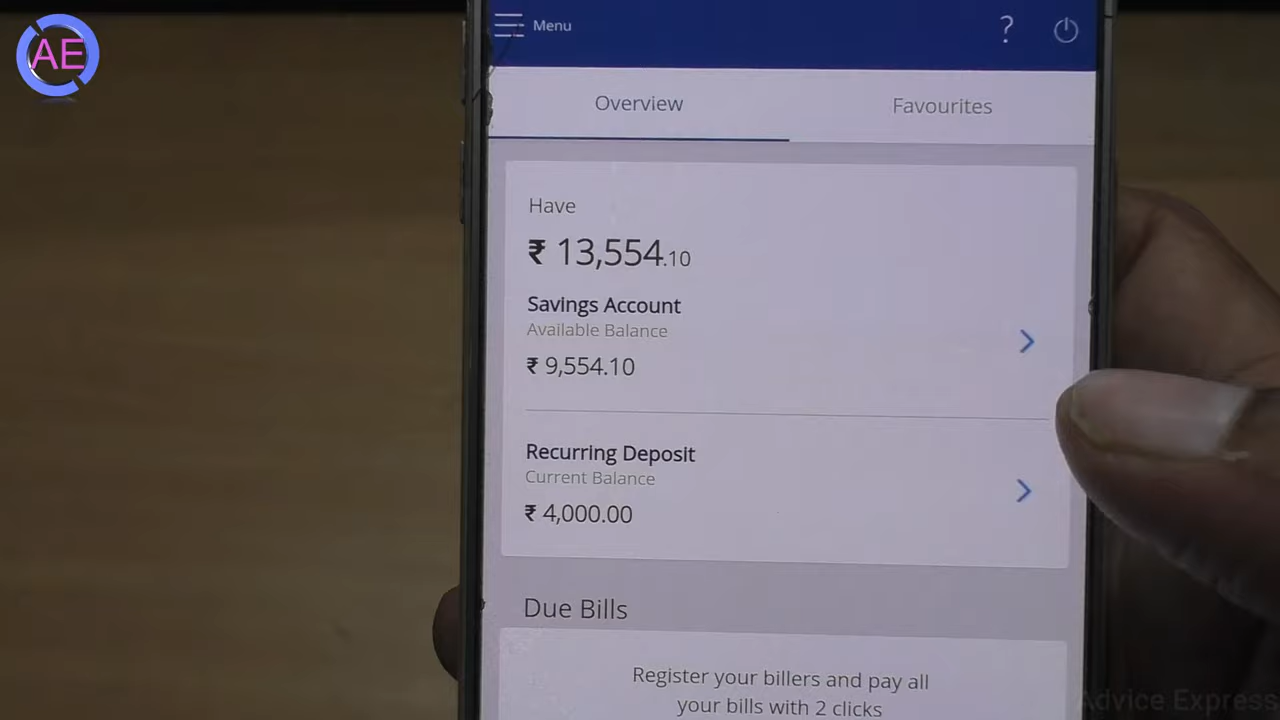 AE
Menu
?
Overview
Favourites
Have
₹ 13,554.10
Savings Account
Available Balance
₹ 9,554.10
Recurring Deposit
Current Balance
₹ 4,000.00
Due Bills
Register your billers and pay all
your bills with 2 clicks
Advice Express